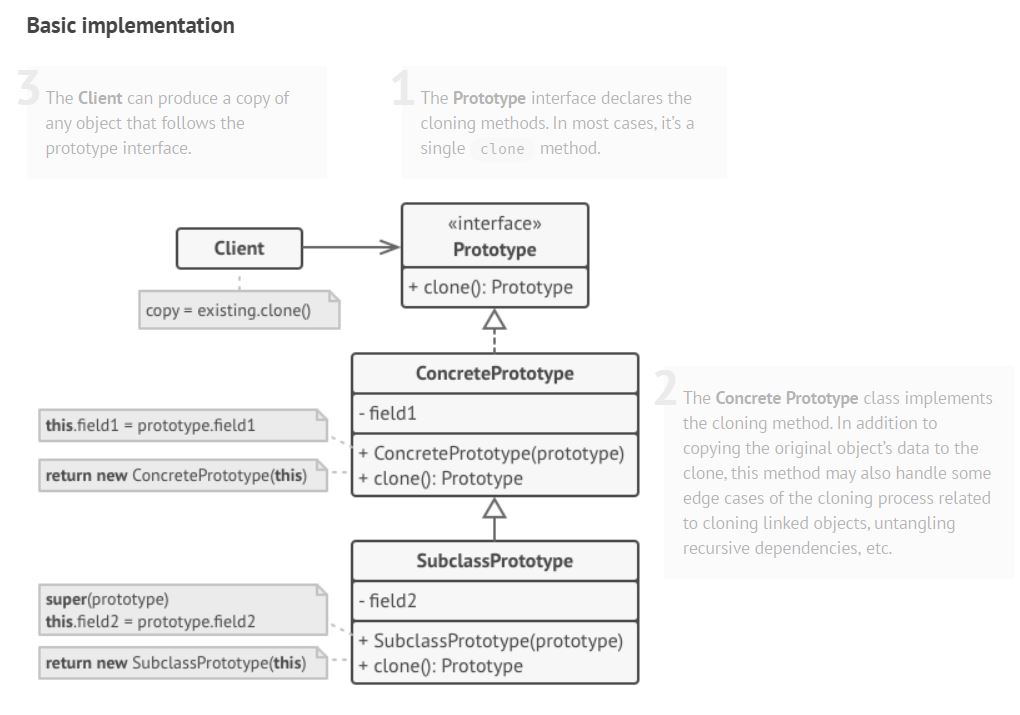 Basic implementation
3
The Client can produce a copy of
any object that follows the
prototype interface.
1
The Prototype interface declares the
cloning methods. In most cases, it's a
single clone method.
Client
copy = existing.clone()
«interface»
Prototype
+ clone(): Prototype
ConcretePrototype
- field1
+ ConcretePrototype(prototype)
+ clone(): Prototype
this.field1 = prototype.field1
return new ConcretePrototype(this)
2
The Concrete Prototype class implements
the cloning method. In addition to
copying the original object's data to the
clone, this method may also handle some
edge cases of the cloning process related
to cloning linked objects, untangling
recursive dependencies, etc.
SubclassPrototype
- field2
+ SubclassPrototype(prototype)
+ clone(): Prototype
super(prototype)
this.field2 = prototype.field2
return new SubclassPrototype(this)